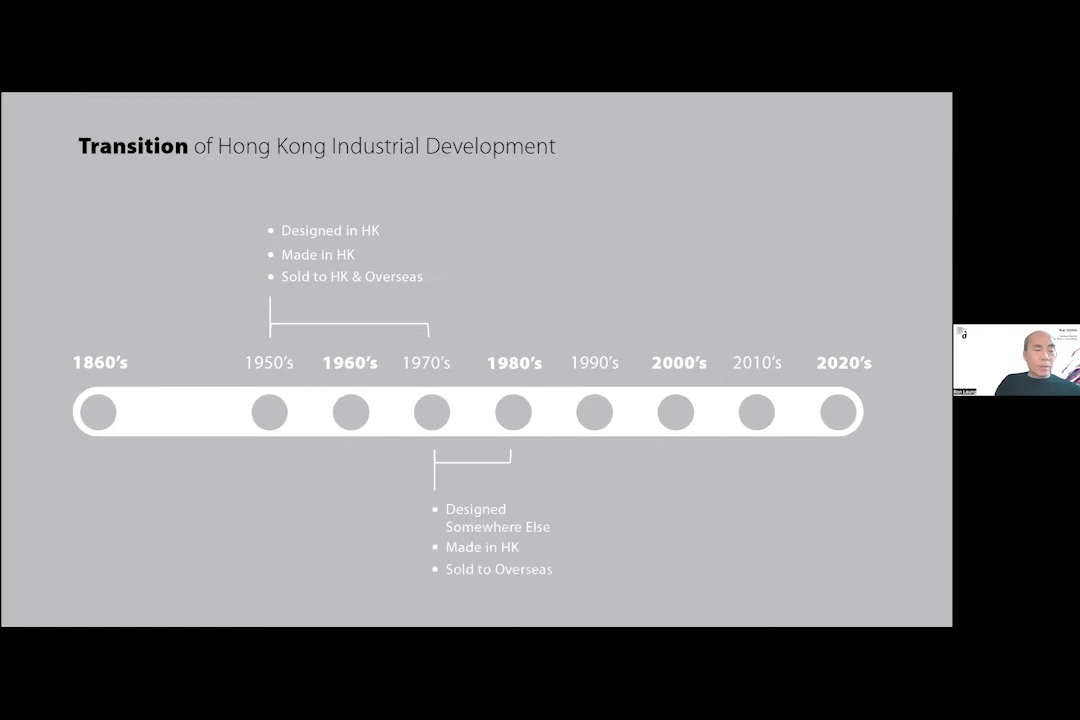 Transition of Hong Kong Industrial Development
• Designed in HK
• Made in HK
• Sold to HK & Overseas
1860’s 1950’s 1960’s 1970’s 1980’s 1990’s 2000’s 2010’s 2020’s
• Designed
Somewhere Else
• Made in HK
• Sold to Overseas